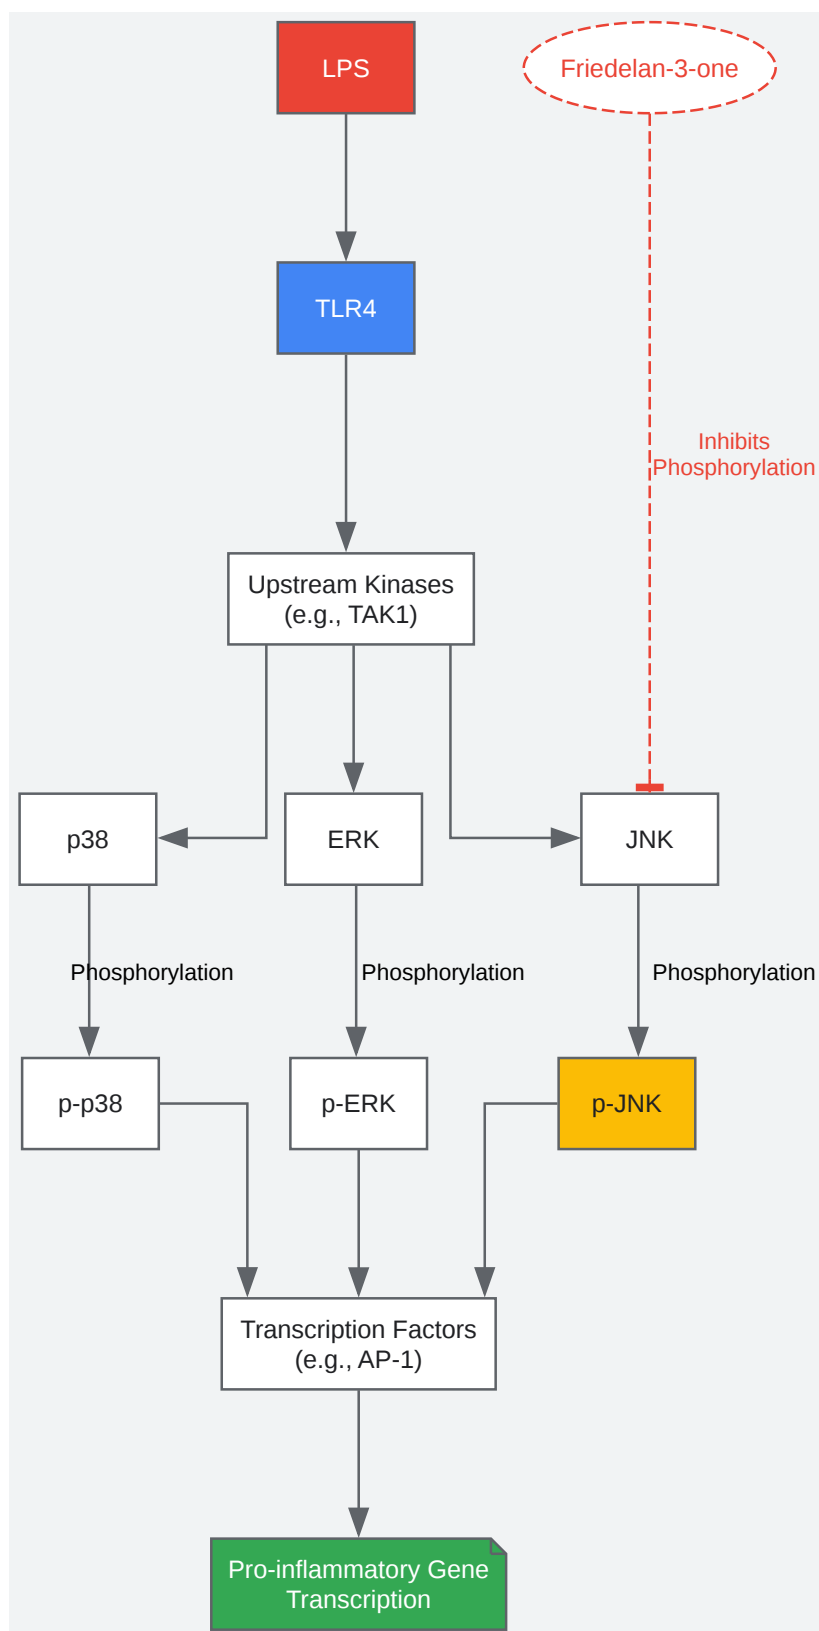 LPS
Friedelan-3-one
TLR4
Inhibits
Phosphorylation
Upstream Kinases
(e.g., TAK1)
p38
ERK
JNK
Phosphorylation
Phosphorylation
Phosphorylation
p-p38
p-ERK
p-JNK
Transcription Factors
(e.g., AP-1)
Pro-inflammatory Gene
Transcription